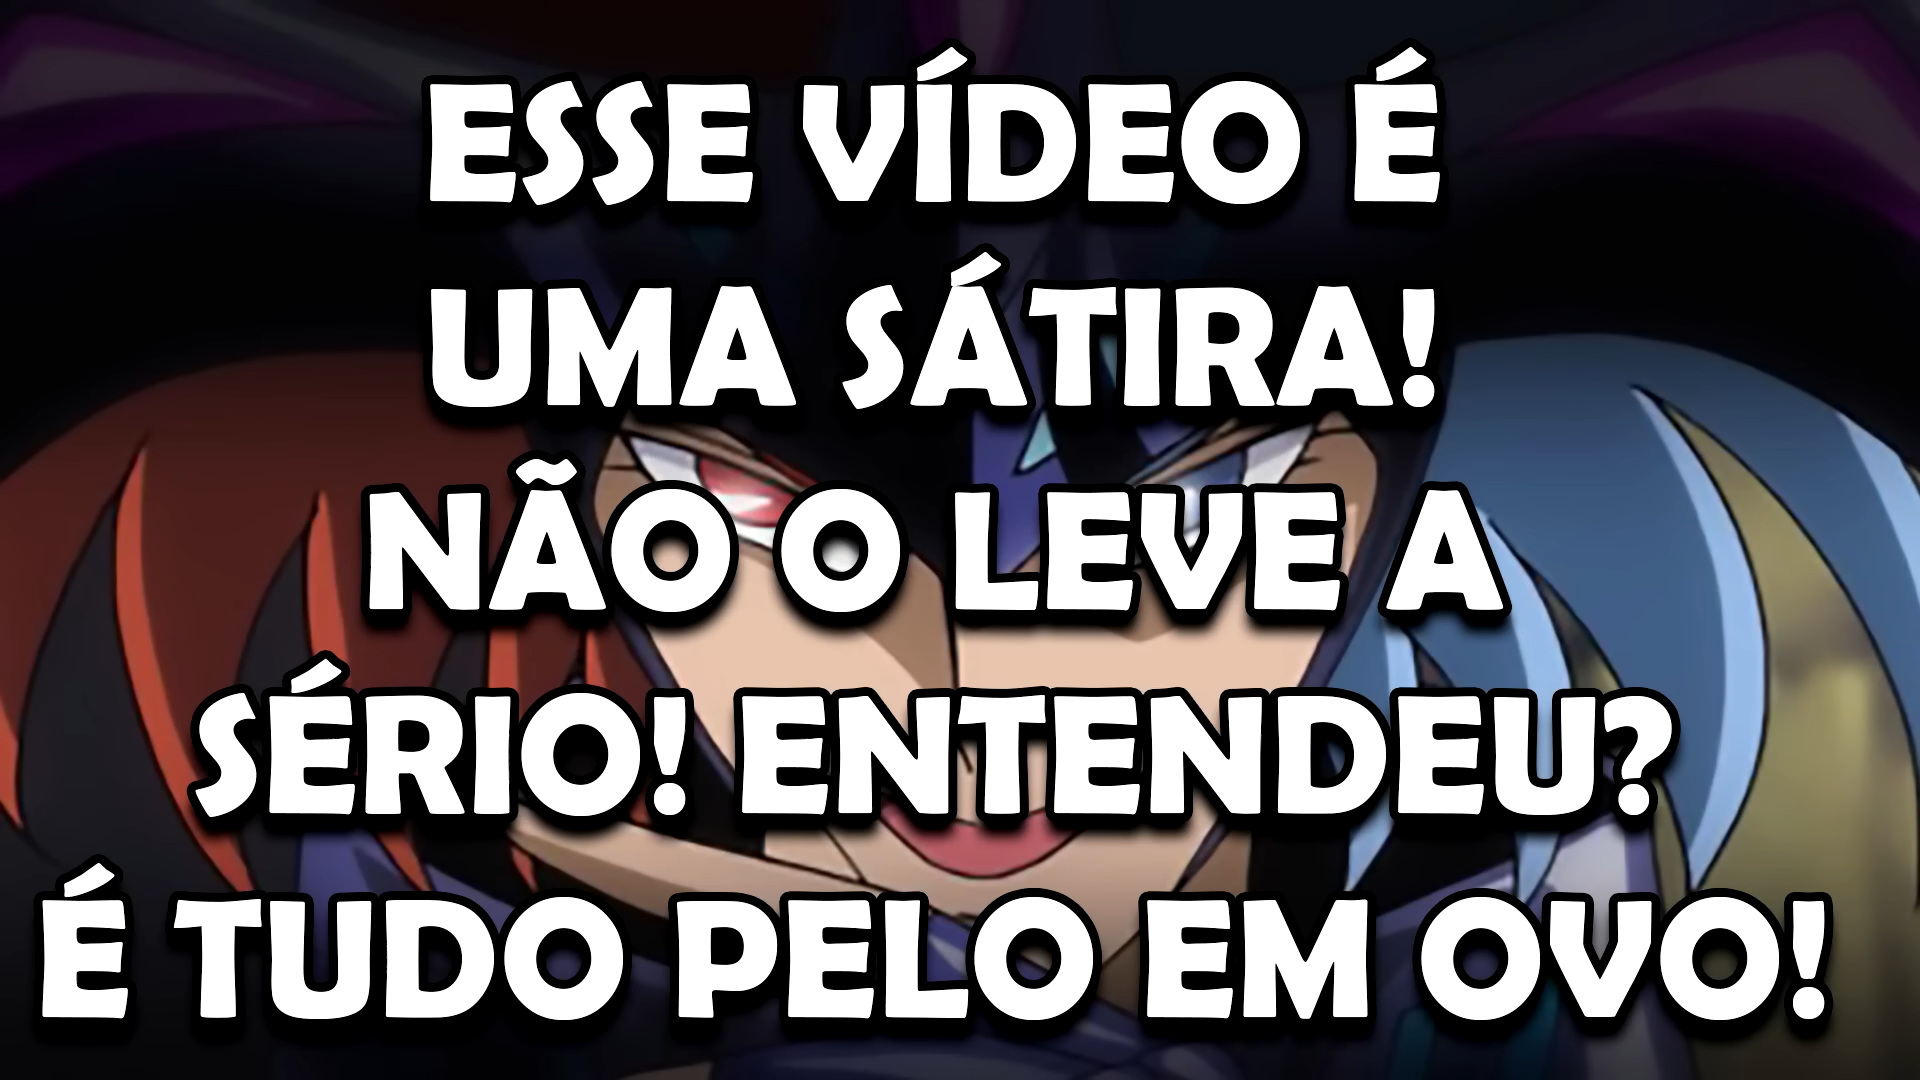 ESSE VÍDEO É
UMA SÁTIRA!
NÃO O LEVE A
SÉRIO! ENTENDEU?
É TUDO PELO EM OVO!